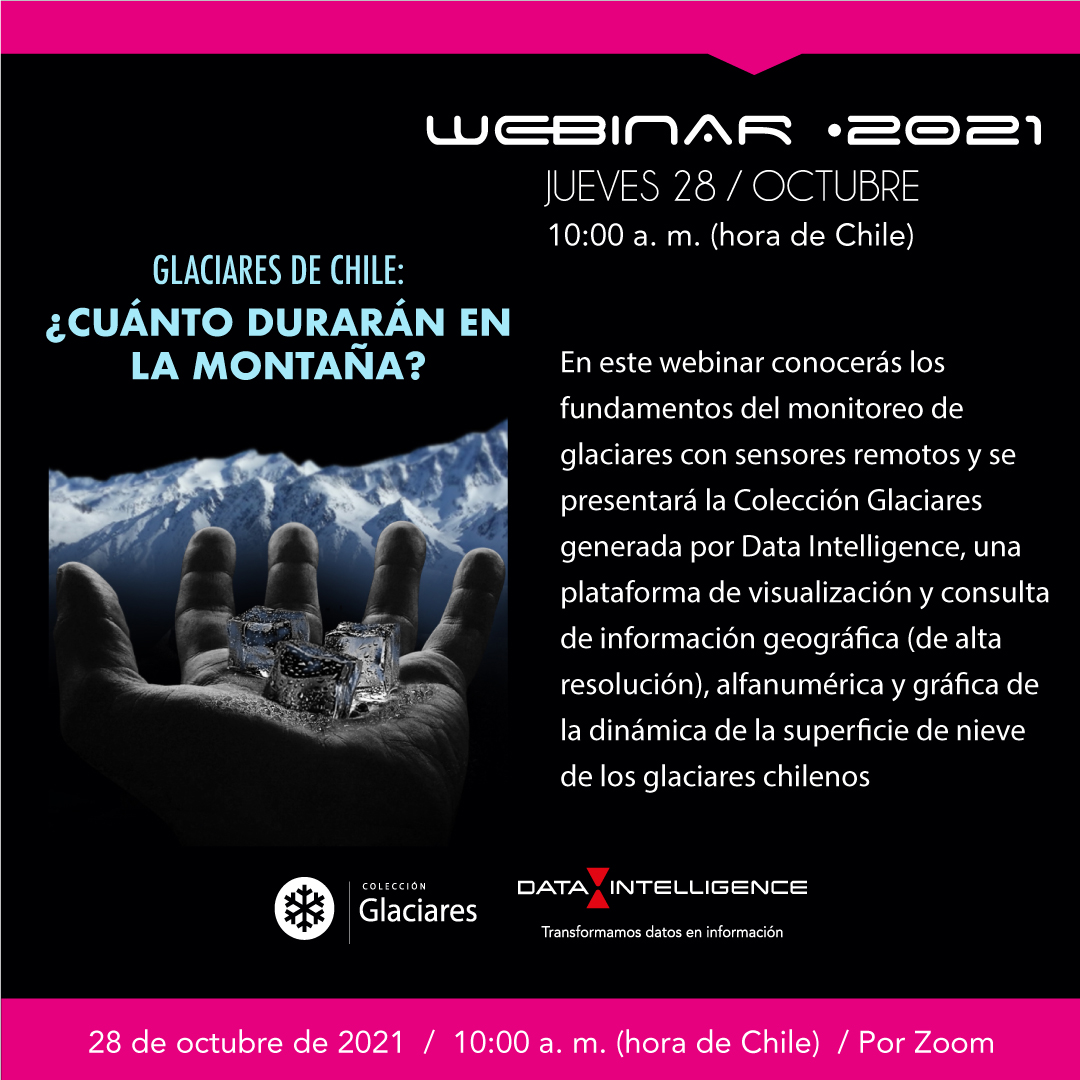 WEBINAR •2021
JUEVES 28 / OCTUBRE
10:00 a. m. (hora de Chile)
GLACIARES DE CHILE:
¿CUÁNTO DURARÁN EN
LA MONTAÑA?
En este webinar conocerás los
fundamentos del monitoreo de
glaciares con sensores remotos y se
presentará la Colección Glaciares
generada por Data Intelligence, una
plataforma de visualización y consulta
de información geográfica (de alta
resolución), alfanumérica y gráfica de
la dinámica de la superficie de nieve
de los glaciares chilenos
COLECCIÓN
Glaciares
DATA INTELLIGENCE
Transformamos datos en información
28 de octubre de 2021 / 10:00 a. m. (hora de Chile) / Por Zoom